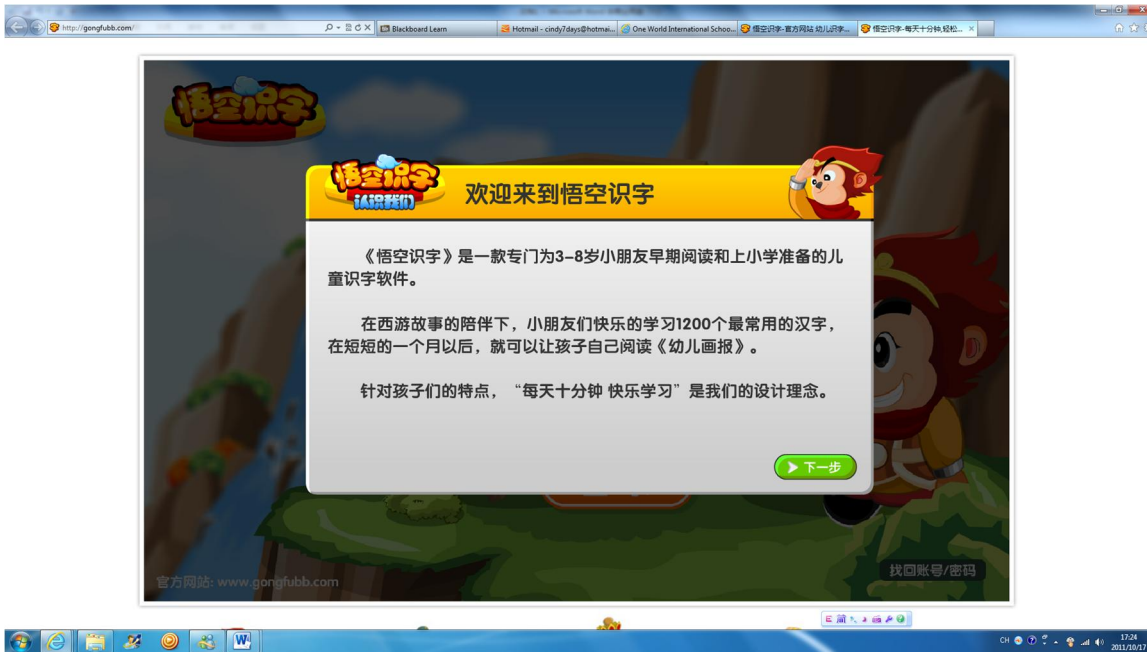 http://gongfubb.com/
Blackboard Learn
Hotmail - cindy7days@hotmai...
One World International Schoo...
悟空识字-官方网站 幼儿识字...
悟空识字-每天十分钟,轻松...
悟空识字
悟空识字
认识我们
欢迎来到悟空识字
《悟空识字》是一款专门为3-8岁小朋友早期阅读和上小学准备的儿
童识字软件。
在西游故事的陪伴下，小朋友们快乐的学习1200个最常用的汉字，
在短短的一个月以后，就可以让孩子自己阅读《幼儿画报》。
针对孩子们的特点，“每天十分钟 快乐学习”是我们的设计理念。
下一步
找回账号/密码
官方网站: www.gongfubb.com
CH
17:24
2011/10/17